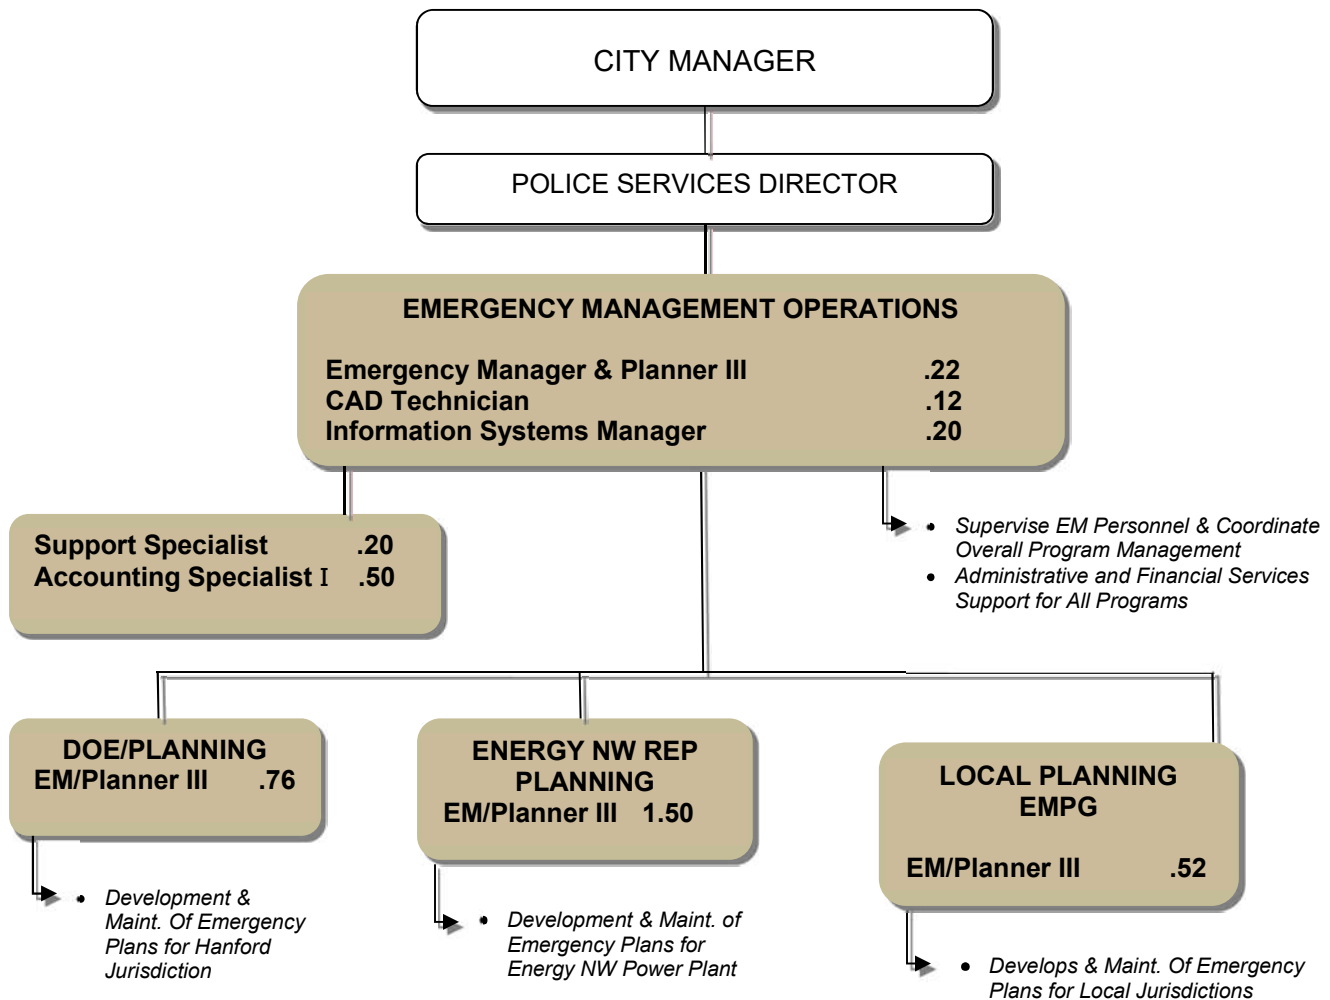 CITY MANAGER
POLICE SERVICES DIRECTOR
EMERGENCY MANAGEMENT OPERATIONS
Emergency Manager & Planner III .22
CAD Technician .12
Information Systems Manager .20
Support Specialist .20
Accounting Specialist I .50
• Supervise EM Personnel & Coordinate
Overall Program Management
• Administrative and Financial Services
Support for All Programs
DOE/PLANNING
EM/Planner III .76
• Development &
Maint. Of Emergency
Plans for Hanford
Jurisdiction
ENERGY NW REP
PLANNING
EM/Planner III 1.50
• Development & Maint. of
Emergency Plans for
Energy NW Power Plant
LOCAL PLANNING
EMPG
EM/Planner III .52
• Develops & Maint. Of Emergency
Plans for Local Jurisdictions